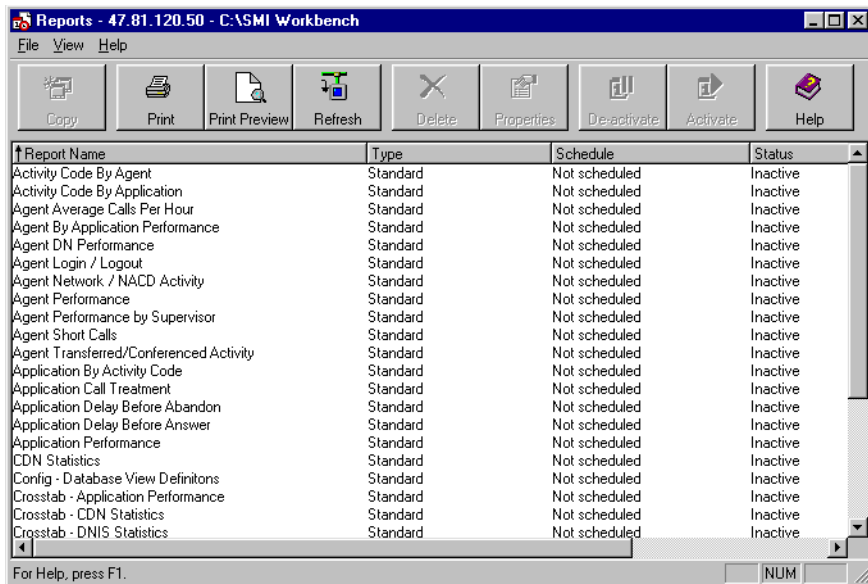 Reports - 47.81.120.50 - C:\SMI Workbench
File View Help
Copy Print Print Preview Refresh Delete Properties De-activate Activate Help
Report Name Type Schedule Status
Activity Code By Agent Standard Not scheduled Inactive
Activity Code By Application Standard Not scheduled Inactive
Agent Average Calls Per Hour Standard Not scheduled Inactive
Agent By Application Performance Standard Not scheduled Inactive
Agent DN Performance Standard Not scheduled Inactive
Agent Login / Logout Standard Not scheduled Inactive
Agent Network / NACD Activity Standard Not scheduled Inactive
Agent Performance Standard Not scheduled Inactive
Agent Performance by Supervisor Standard Not scheduled Inactive
Agent Short Calls Standard Not scheduled Inactive
Agent Transferred/Conferenced Activity Standard Not scheduled Inactive
Application By Activity Code Standard Not scheduled Inactive
Application Call Treatment Standard Not scheduled Inactive
Application Delay Before Abandon Standard Not scheduled Inactive
Application Delay Before Answer Standard Not scheduled Inactive
Application Performance Standard Not scheduled Inactive
CDN Statistics Standard Not scheduled Inactive
Config - Database View Definitons Standard Not scheduled Inactive
Crosstab - Application Performance Standard Not scheduled Inactive
Crosstab - CDN Statistics Standard Not scheduled Inactive
Crosstab - DNIS Statistics Standard Not scheduled Inactive
For Help, press F1. NUM